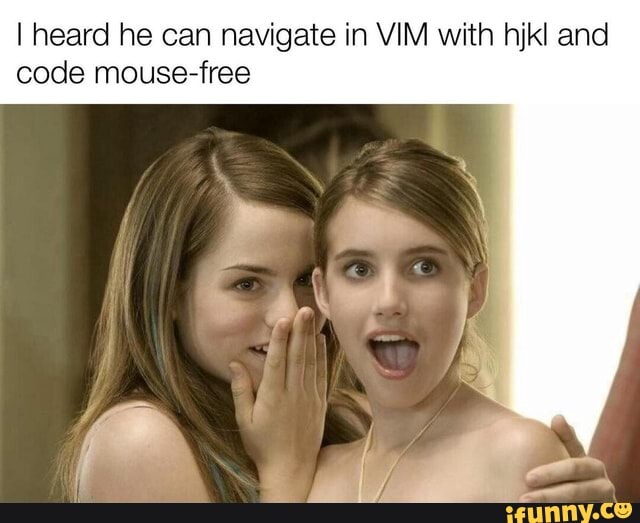 I heard he can navigate in VIM with hjkl and
code mouse-free
ifunny.co